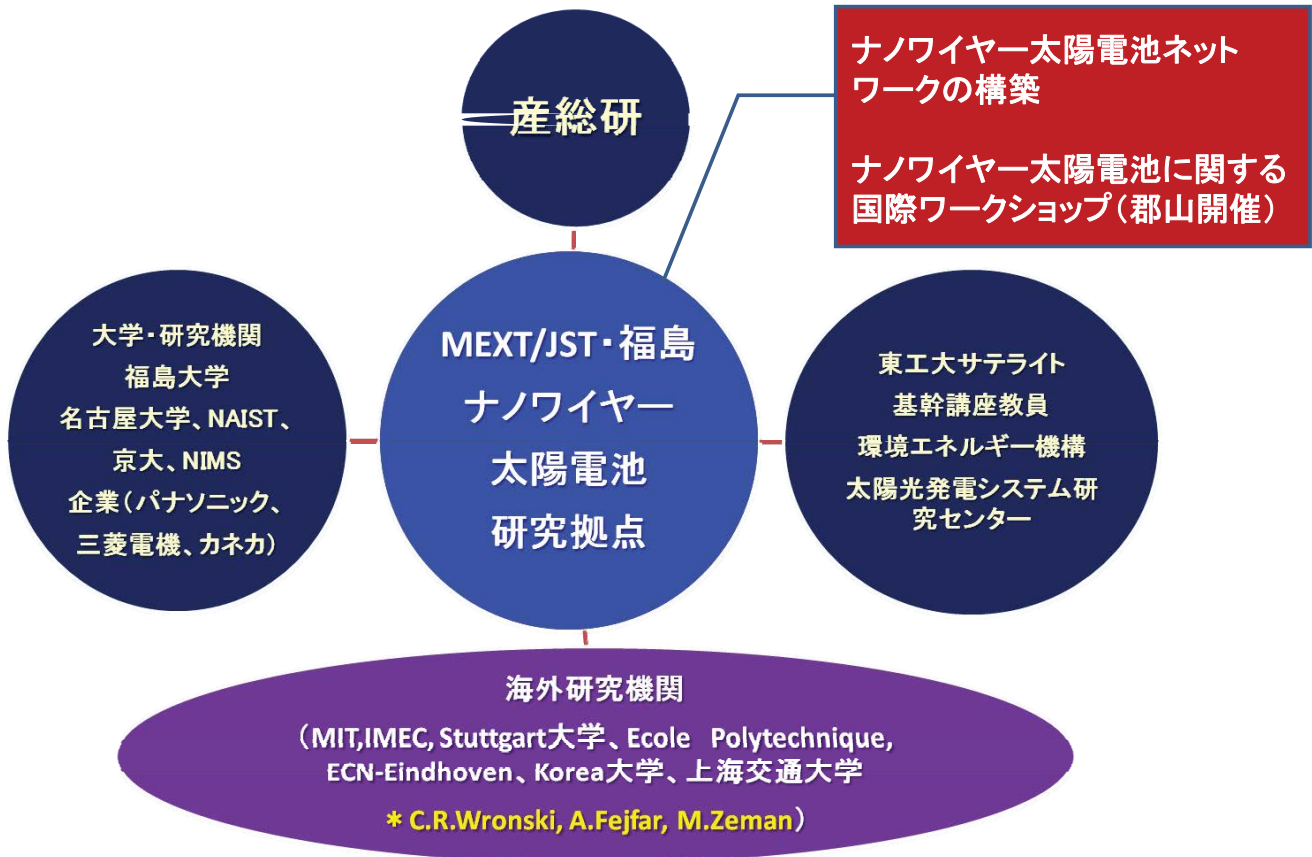 産総研
ナノワイヤー太陽電池ネット
ワークの構築
ナノワイヤー太陽電池に関する
国際ワークショップ（郡山開催）
大学・研究機関
福島大学
名古屋大学、NAIST、
京大、NIMS
企業（パナソニック、
三菱電機、カネカ）
MEXT/JST・福島
ナノワイヤー
太陽電池
研究拠点
東工大サテライト
基幹講座教員
環境エネルギー機構
太陽光発電システム研
究センター
海外研究機関
（MIT,IMEC, Stuttgart大学、Ecole Polytechnique,
ECN-Eindhoven、Korea大学、上海交通大学
＊C.R.Wronski, A.Fejfar, M.Zeman）